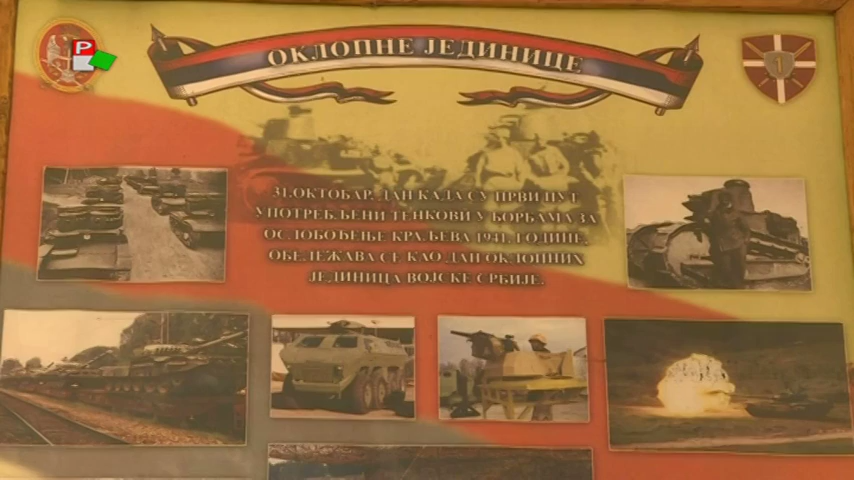 P
ОКЛОПНЕ ЈЕДИНИЦЕ
1
31.ОКТОБАР, ДАН КАДА СУ ПРВИ ПУТ
УПОТРЕБЉЕНИ ТЕНКОВИ У БОРБАМА ЗА
ОСЛОБОЂЕЊЕ КРАЉЕВА 1941. ГОДИНЕ,
ОБЕЛЕЖАВА СЕ КАО ДАН ОКЛОПНИХ
ЈЕДИНИЦА ВОЈСКЕ СРБИЈЕ.